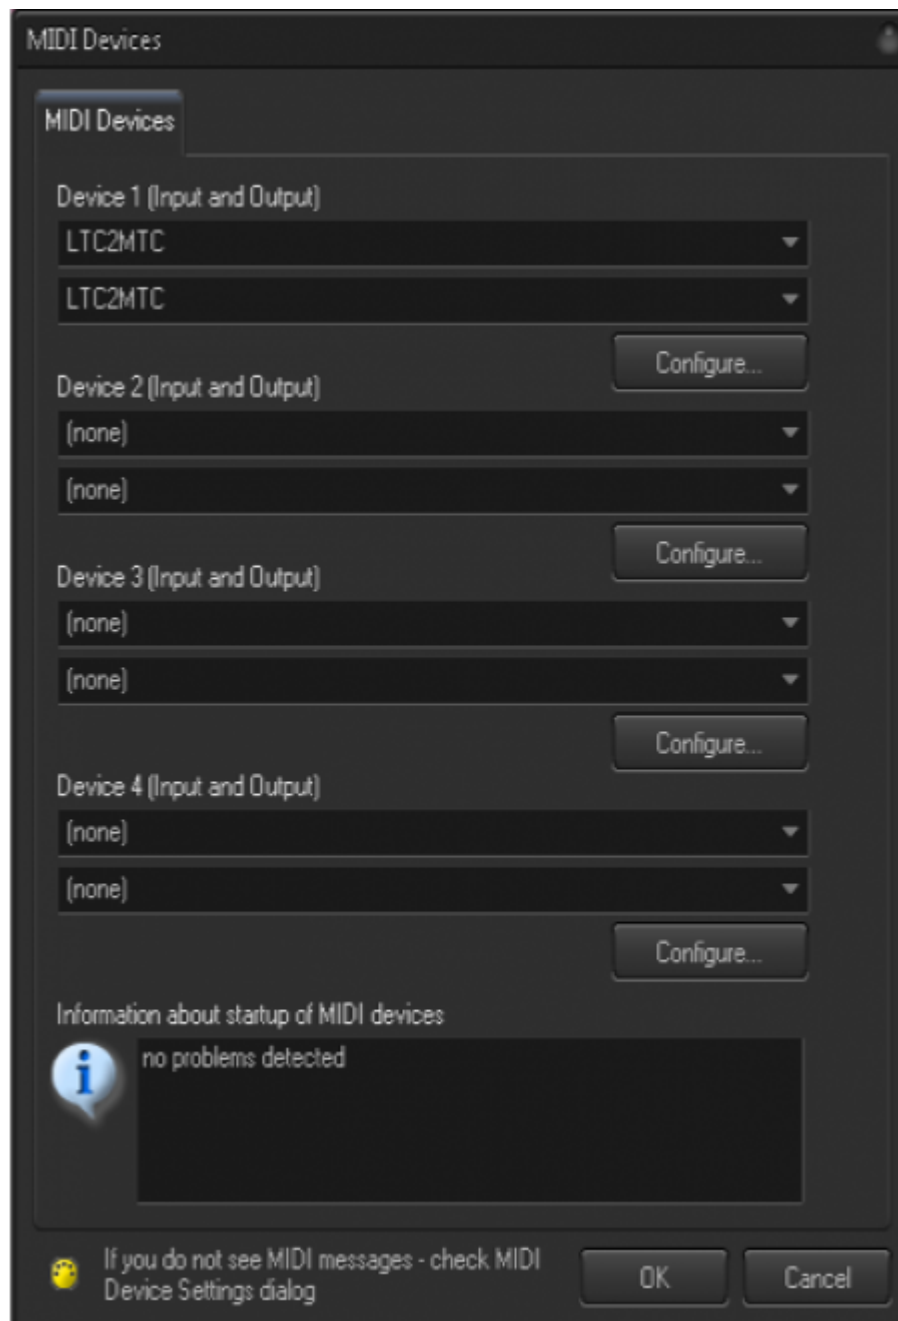 MIDI Devices
MIDI Devices
Device 1 (Input and Output)
LTC2MTC
LTC2MTC
Configure...
Device 2 (Input and Output)
(none)
(none)
Configure...
Device 3 (Input and Output)
(none)
(none)
Configure...
Device 4 (Input and Output)
(none)
(none)
Configure...
Information about startup of MIDI devices
i
no problems detected
If you do not see MIDI messages - check MIDI
Device Settings dialog
OK
Cancel